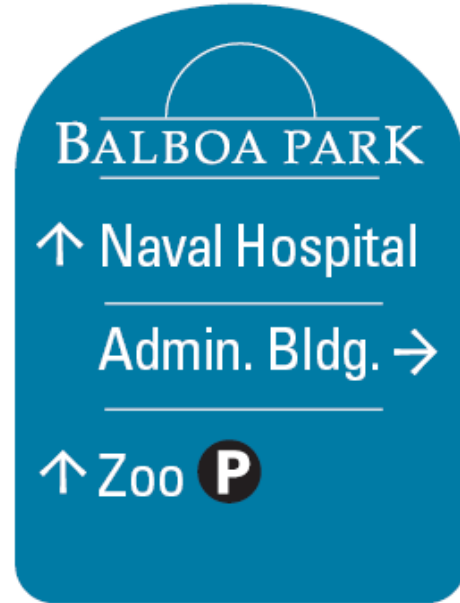 BALBOA PARK
↑ Naval Hospital
Admin. Bldg. →
↑ Zoo P